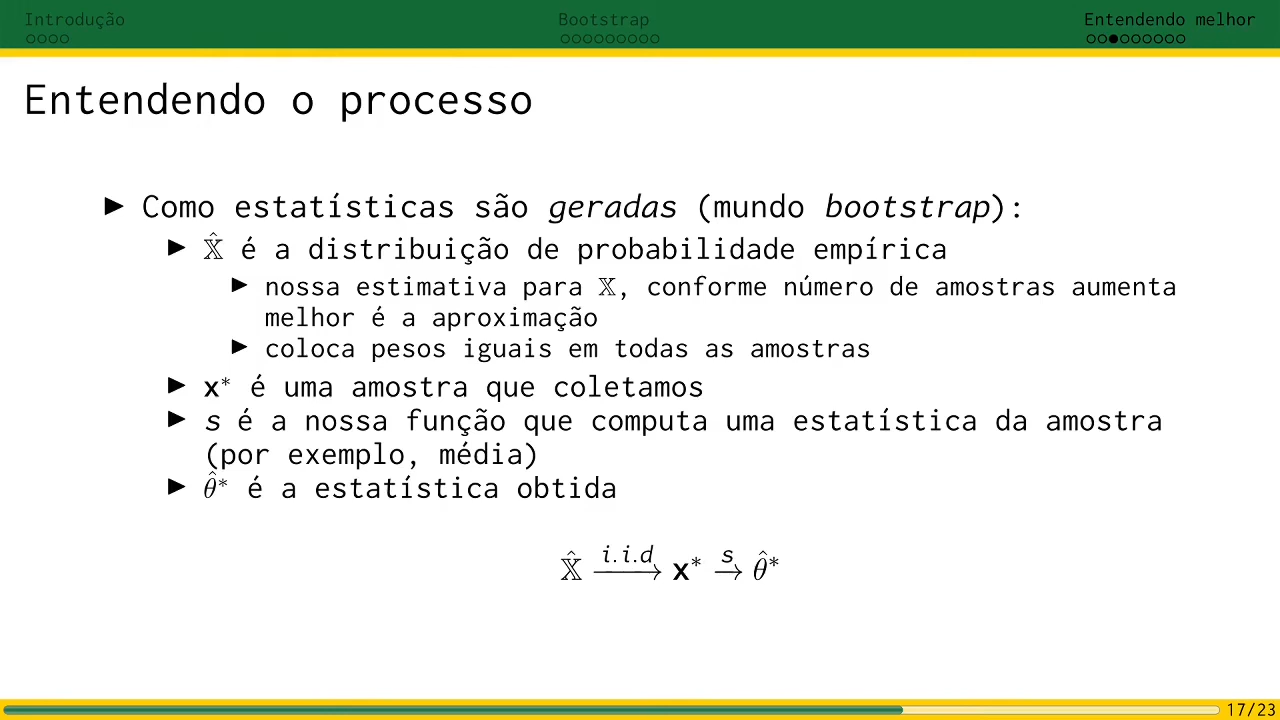 Introdução
Bootstrap
Entendendo melhor
Entendendo o processo
Como estatísticas são geradas (mundo bootstrap):
𝕏̂ é a distribuição de probabilidade empírica
nossa estimativa para 𝕏, conforme número de amostras aumenta
melhor é a aproximação
coloca pesos iguais em todas as amostras
x* é uma amostra que coletamos
s é a nossa função que computa uma estatística da amostra
(por exemplo, média)
θ̂* é a estatística obtida
𝕏̂ i.i.d → x* s → θ̂*
17/23